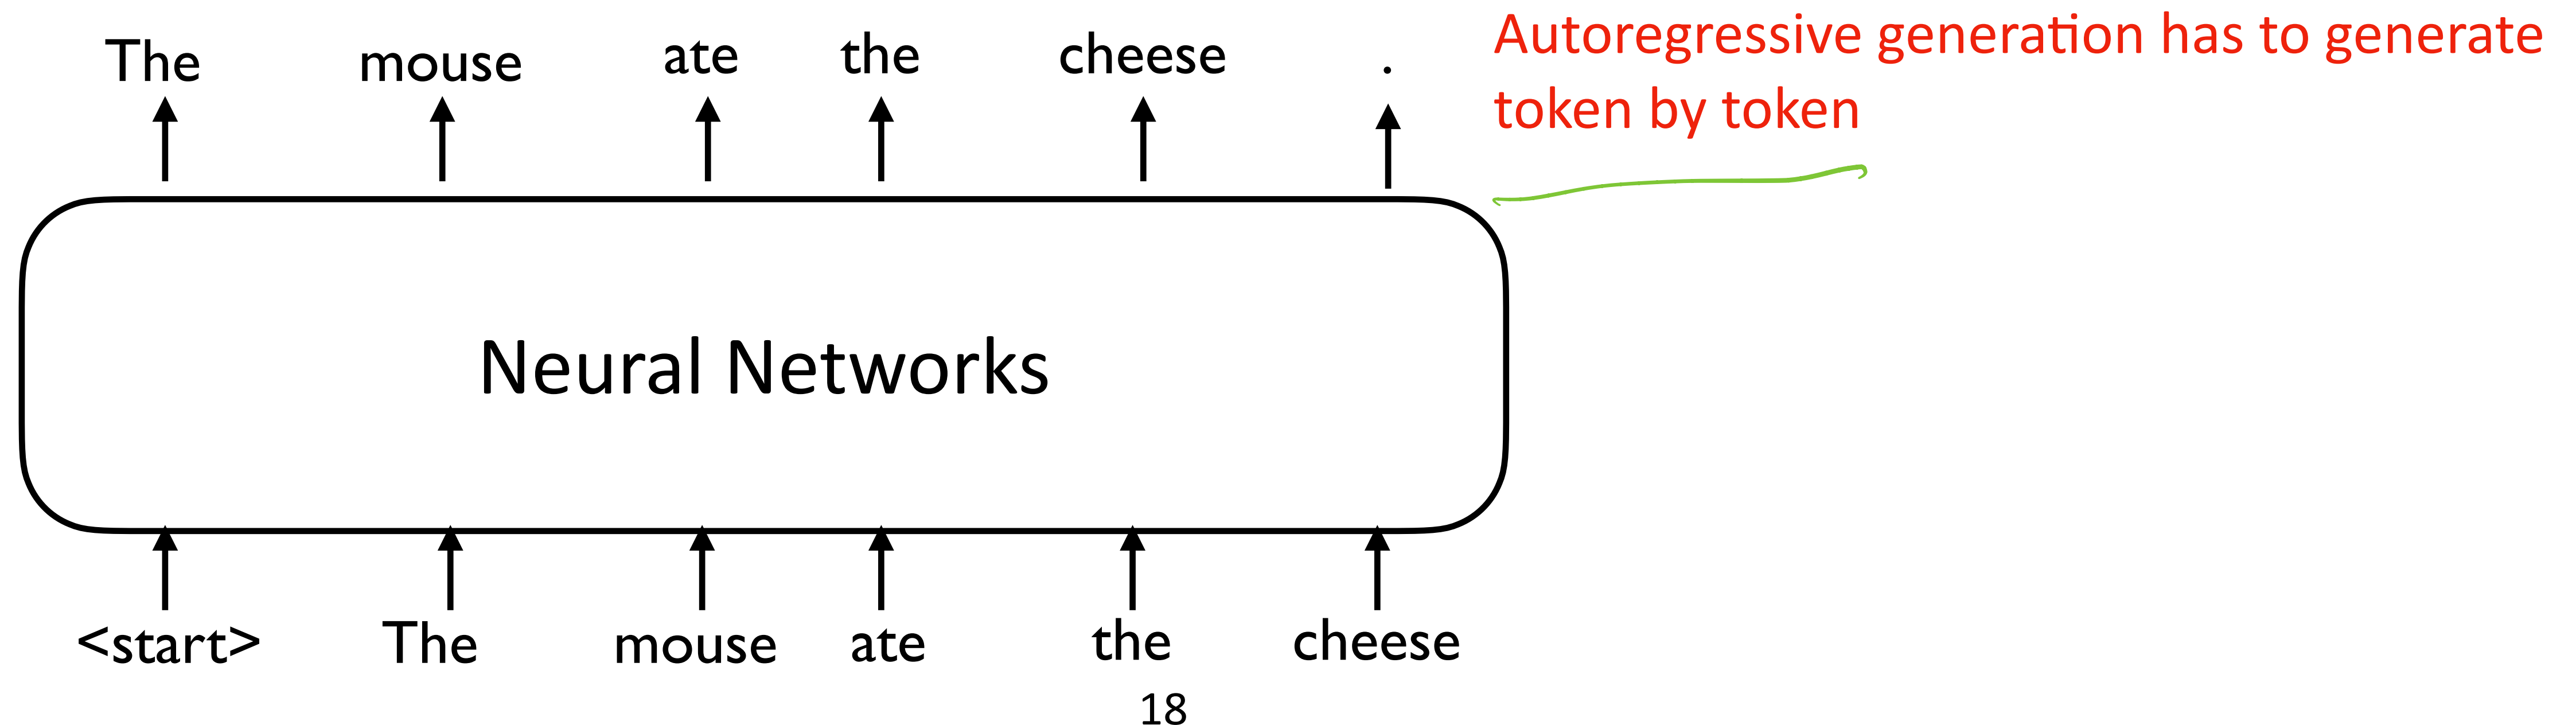 The mouse ate the cheese .
Autoregressive generation has to generate
token by token
Neural Networks
<start> The mouse ate the cheese
18